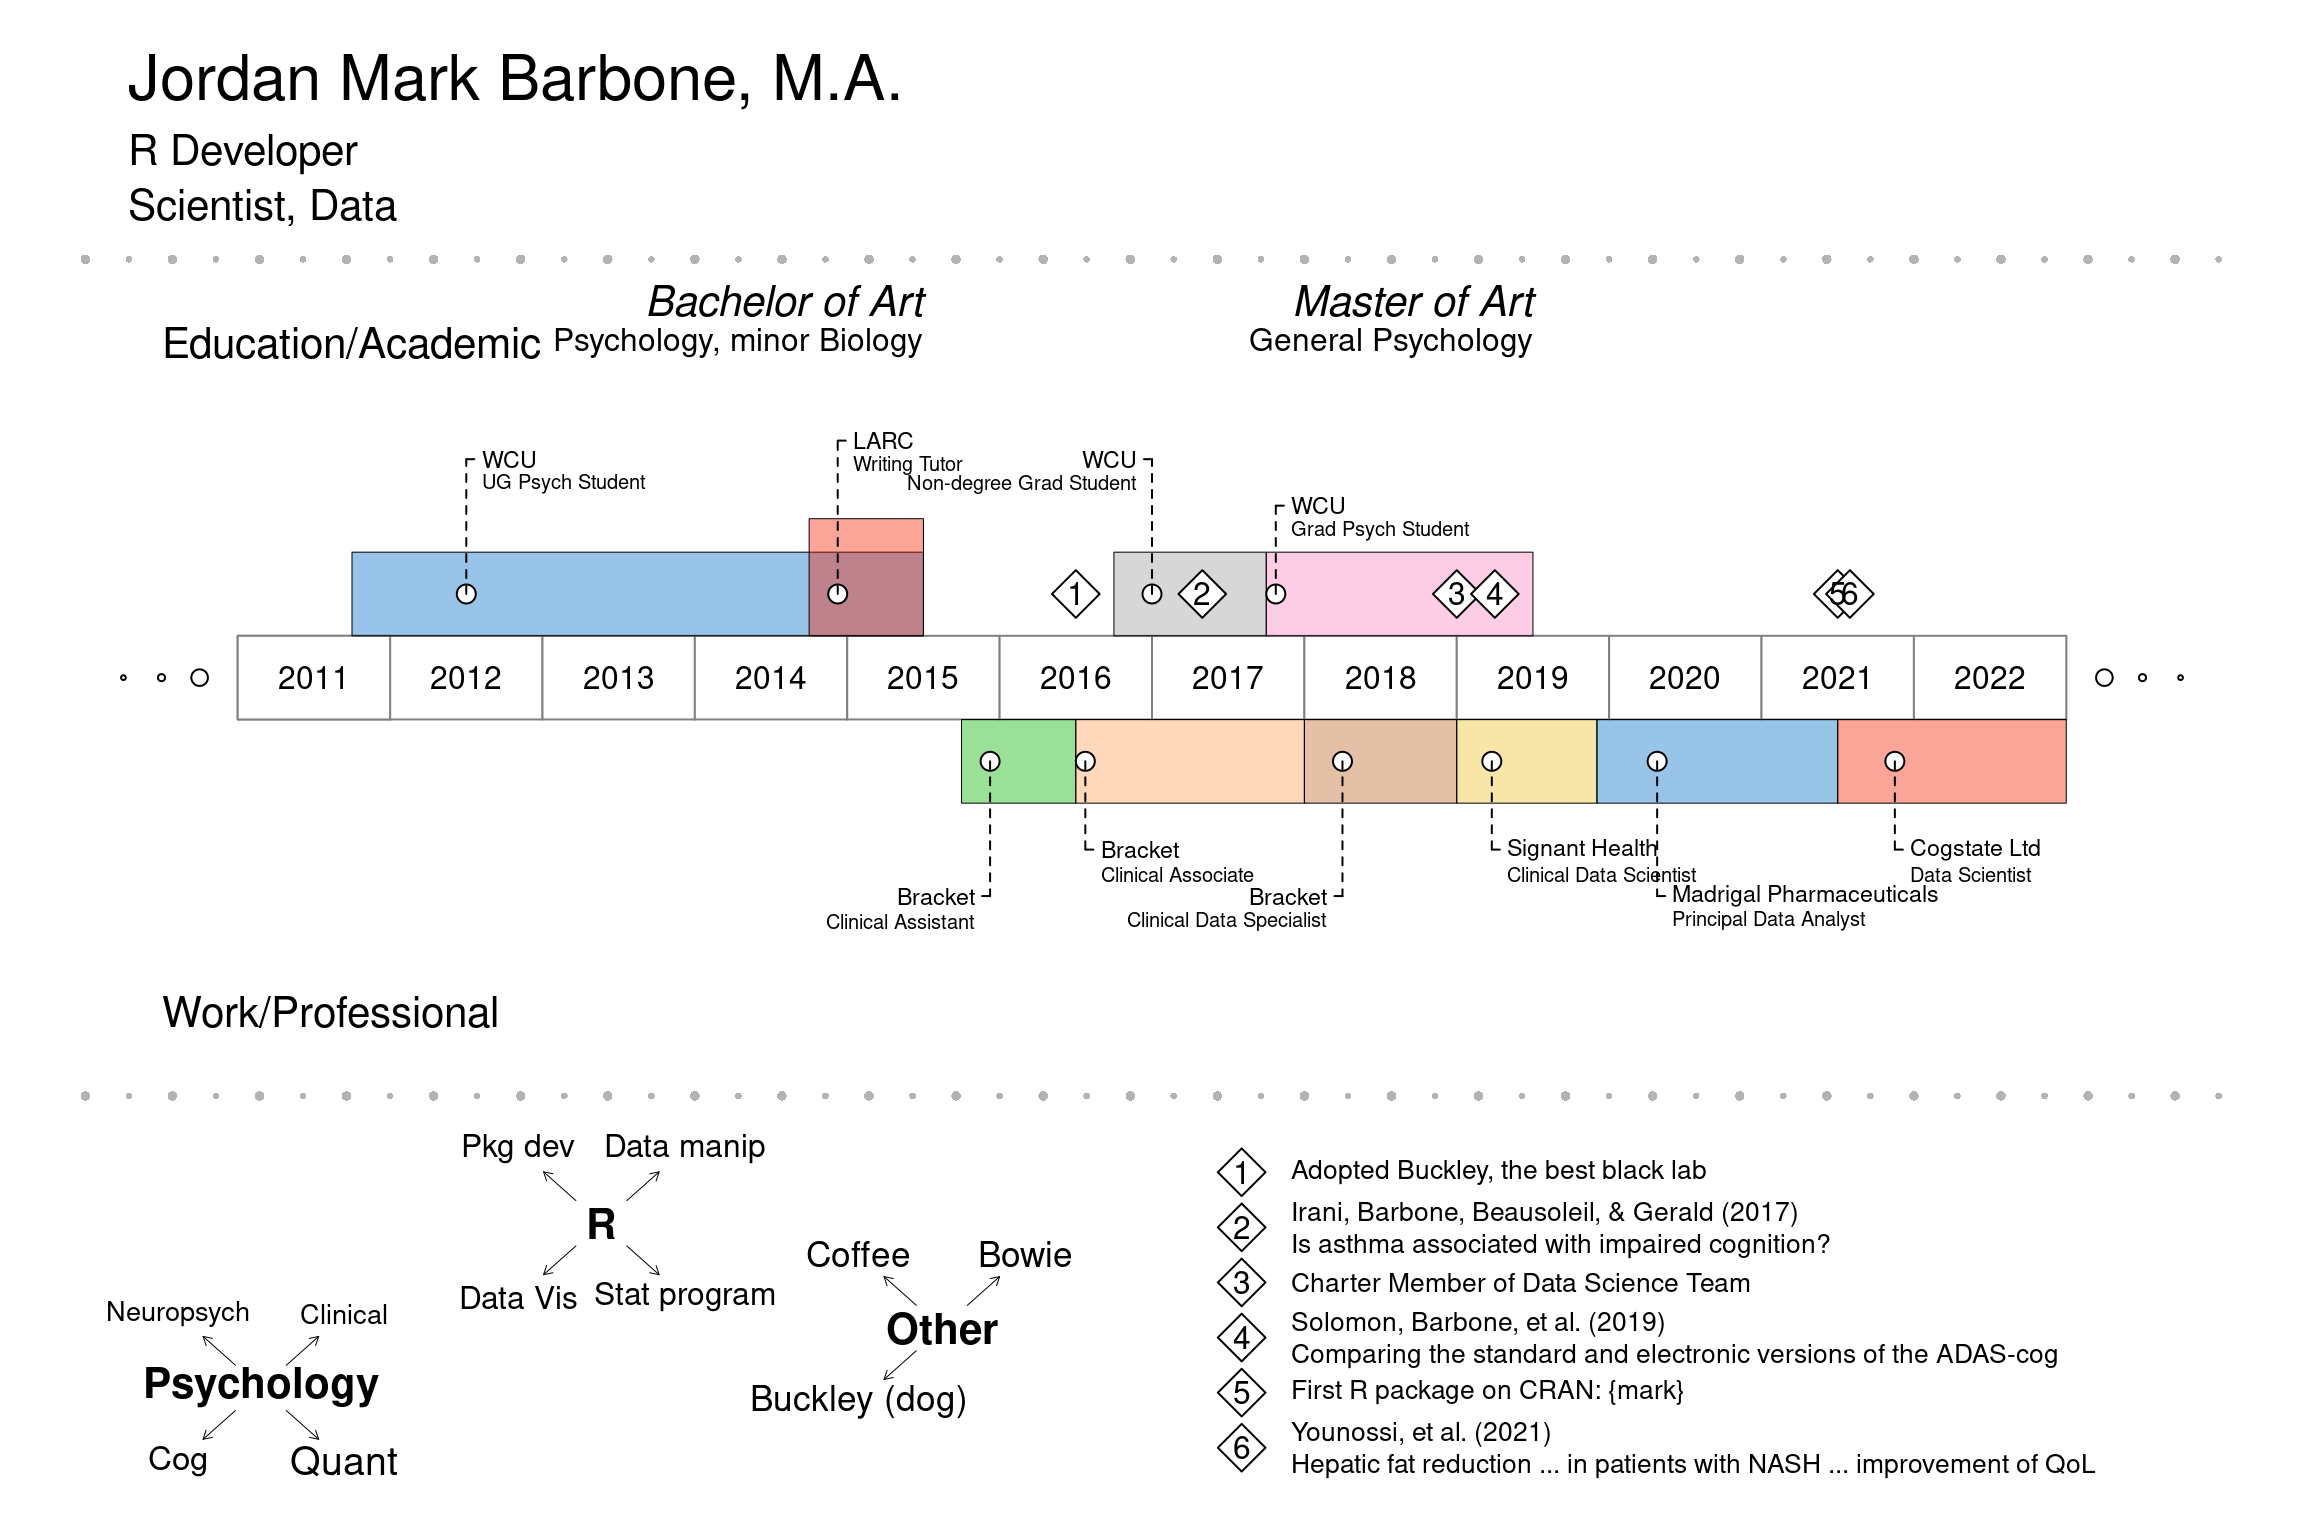 Jordan Mark Barbone, M.A.
R Developer
Scientist, Data
Bachelor of Art
Psychology, minor Biology
Master of Art
General Psychology
Education/Academic
LARC
Writing Tutor
WCU
UG Psych Student
WCU
Non-degree Grad Student
WCU
Grad Psych Student
1
2
3
4
5
6
2011
2012
2013
2014
2015
2016
2017
2018
2019
2020
2021
2022
Bracket
Clinical Assistant
Bracket
Clinical Associate
Bracket
Clinical Data Specialist
Signant Health
Clinical Data Scientist
Madrigal Pharmaceuticals
Principal Data Analyst
Cogstate Ltd
Data Scientist
Work/Professional
Pkg dev
Data manip
R
Data Vis
Stat program
Neuropsych
Clinical
Psychology
Cog
Quant
Coffee
Bowie
Other
Buckley (dog)
1 Adopted Buckley, the best black lab
2 Irani, Barbone, Beausoleil, & Gerald (2017)
Is asthma associated with impaired cognition?
3 Charter Member of Data Science Team
4 Solomon, Barbone, et al. (2019)
Comparing the standard and electronic versions of the ADAS-cog
5 First R package on CRAN: {mark}
6 Younossi, et al. (2021)
Hepatic fat reduction ... in patients with NASH ... improvement of QoL